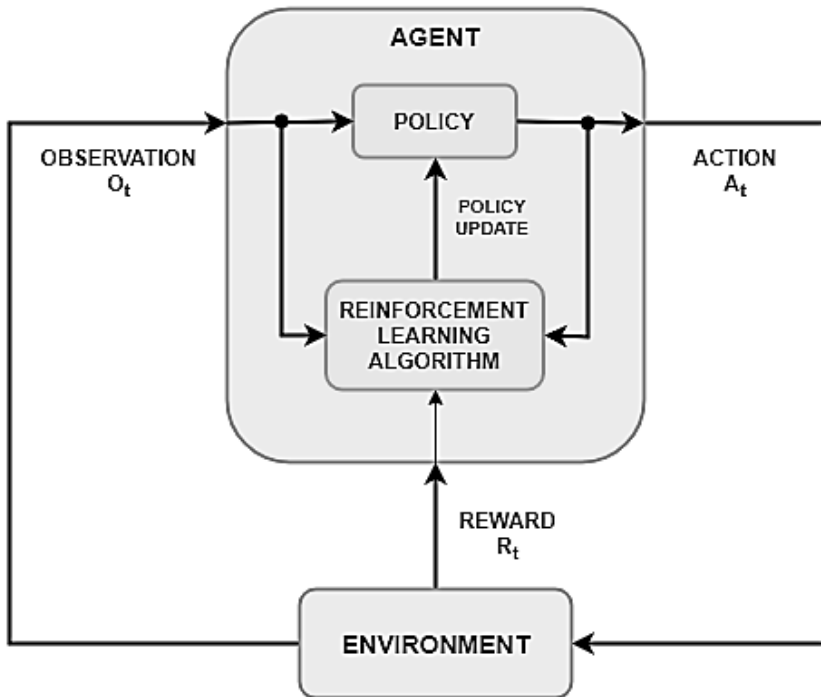 AGENT
POLICY
OBSERVATION
Oₜ
ACTION
Aₜ
POLICY
UPDATE
REINFORCEMENT
LEARNING
ALGORITHM
REWARD
Rₜ
ENVIRONMENT